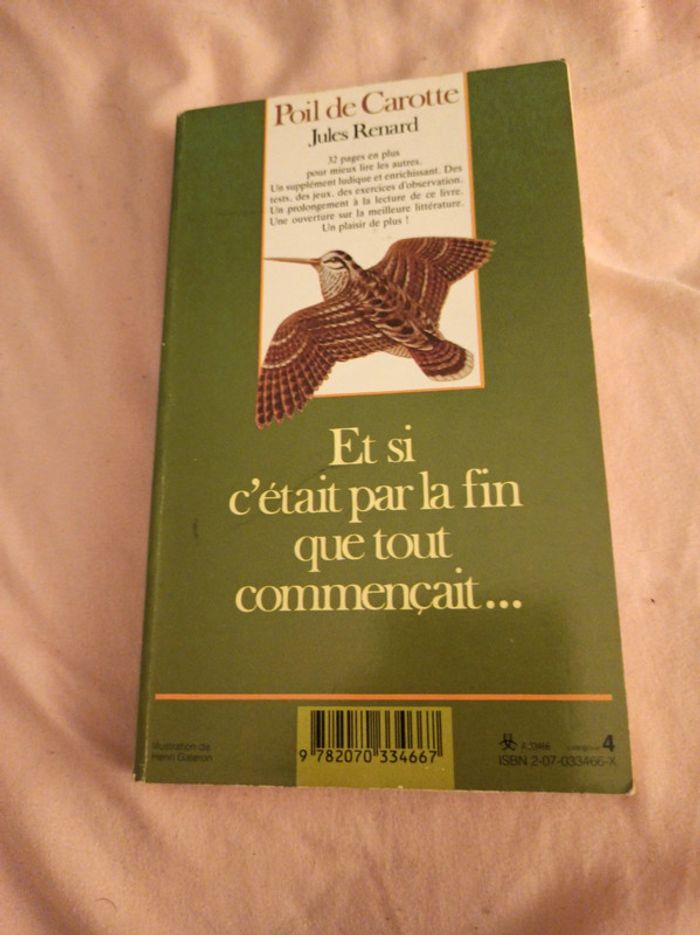 Poil de Carotte
Jules Renard
32 pages en plus
pour mieux lire les autres.
Un supplément ludique et enrichissant. Des
tests, des jeux, des exercices d'observation.
Un prolongement à la lecture de ce livre.
Une ouverture sur la meilleure littérature.
Un plaisir de plus !
Et si
c'était par la fin
que tout
commençait...
9 782070 334667
Illustration de
Henri Galeron
A 33466
catégorie 4
ISBN 2-07-033466-X